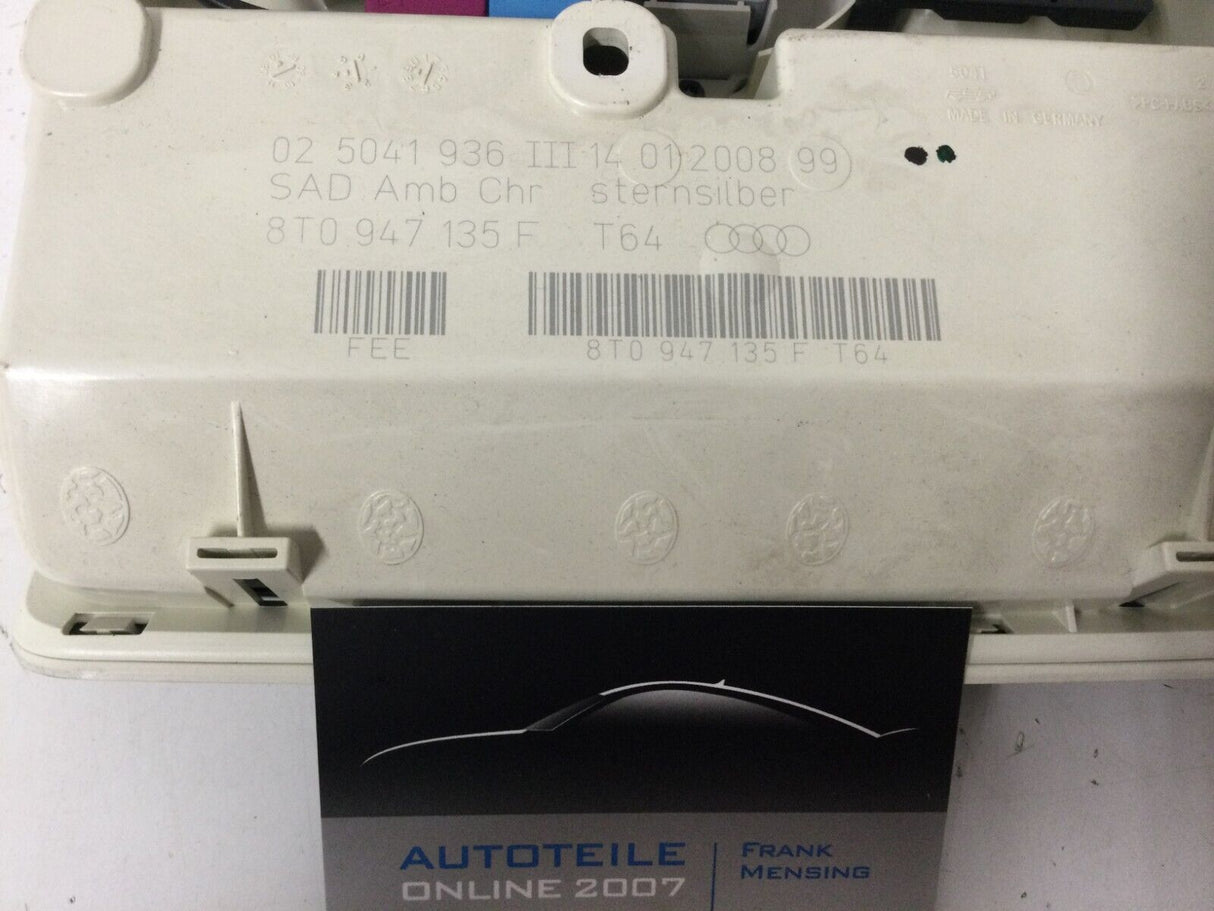 5041
MADE IN GERMANY
02 5041 936 III 14 01 2008 99
SAD Amb Chr sternsilber
8T0 947 135 F T64
FEE
8T0 947 135 F T64
AUTOTEILE
ONLINE 2007
FRANK
MENSING